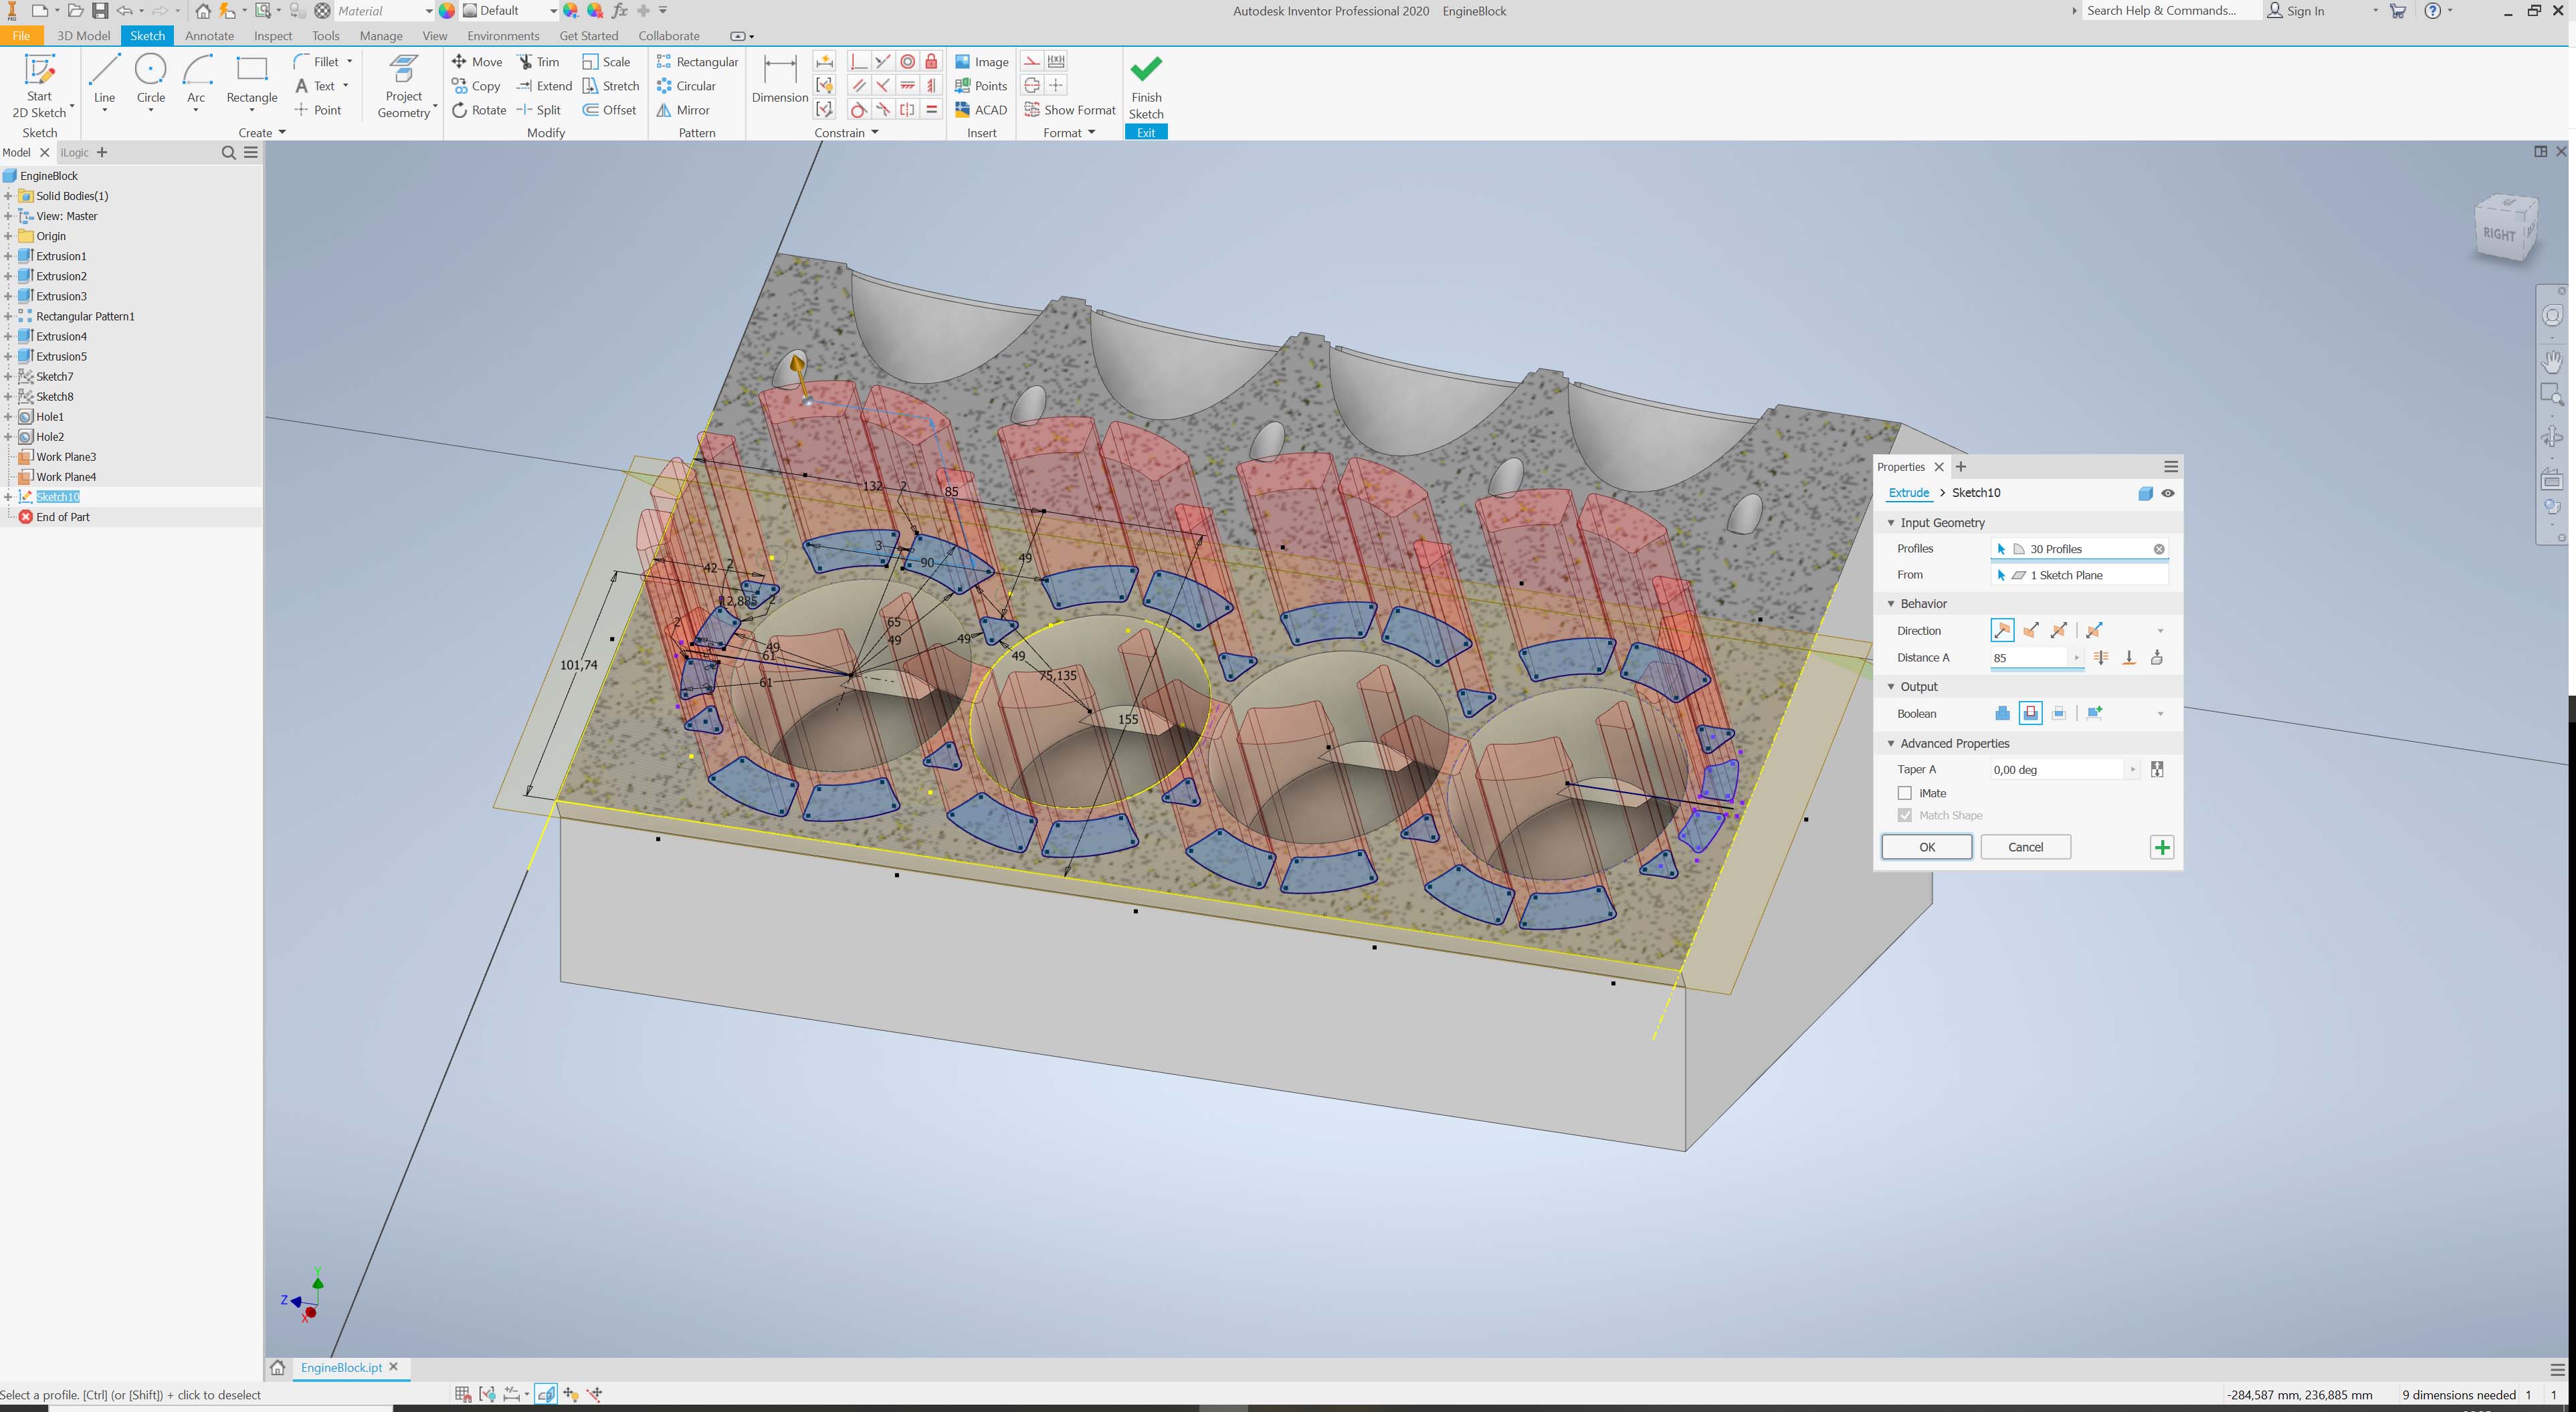 Material
Default
fx
Autodesk Inventor Professional 2020 EngineBlock
Search Help & Commands...
Sign In
File 3D Model Sketch Annotate Inspect Tools Manage View Environments Get Started Collaborate
Start
2D Sketch
Line
Circle
Arc
Rectangle
Fillet
Text
Point
Project
Geometry
Move Trim Scale
Copy Extend Stretch
Rotate Split Offset
Rectangular
Circular
Mirror
Dimension
Image
Points
ACAD
Show Format
Finish
Sketch
Sketch Create Modify Pattern Constrain Insert Format Exit
Model iLogic
EngineBlock
Solid Bodies(1)
View: Master
Origin
Extrusion1
Extrusion2
Extrusion3
Rectangular Pattern1
Extrusion4
Extrusion5
Sketch7
Sketch8
Hole1
Hole2
Work Plane3
Work Plane4
Sketch10
End of Part
RIGHT
132
2
85
3
90
49
42
2
12,885
2
2
65
49
49
49
61
49
61
75,135
101,74
155
Properties
Extrude > Sketch10
Input Geometry
Profiles 30 Profiles
From 1 Sketch Plane
Behavior
Direction
Distance A 85
Output
Boolean
Advanced Properties
Taper A 0,00 deg
iMate
Match Shape
OK Cancel
Y
Z
X
EngineBlock.ipt
Select a profile. [Ctrl] (or [Shift]) + click to deselect
-284,587 mm, 236,885 mm 9 dimensions needed 1 1